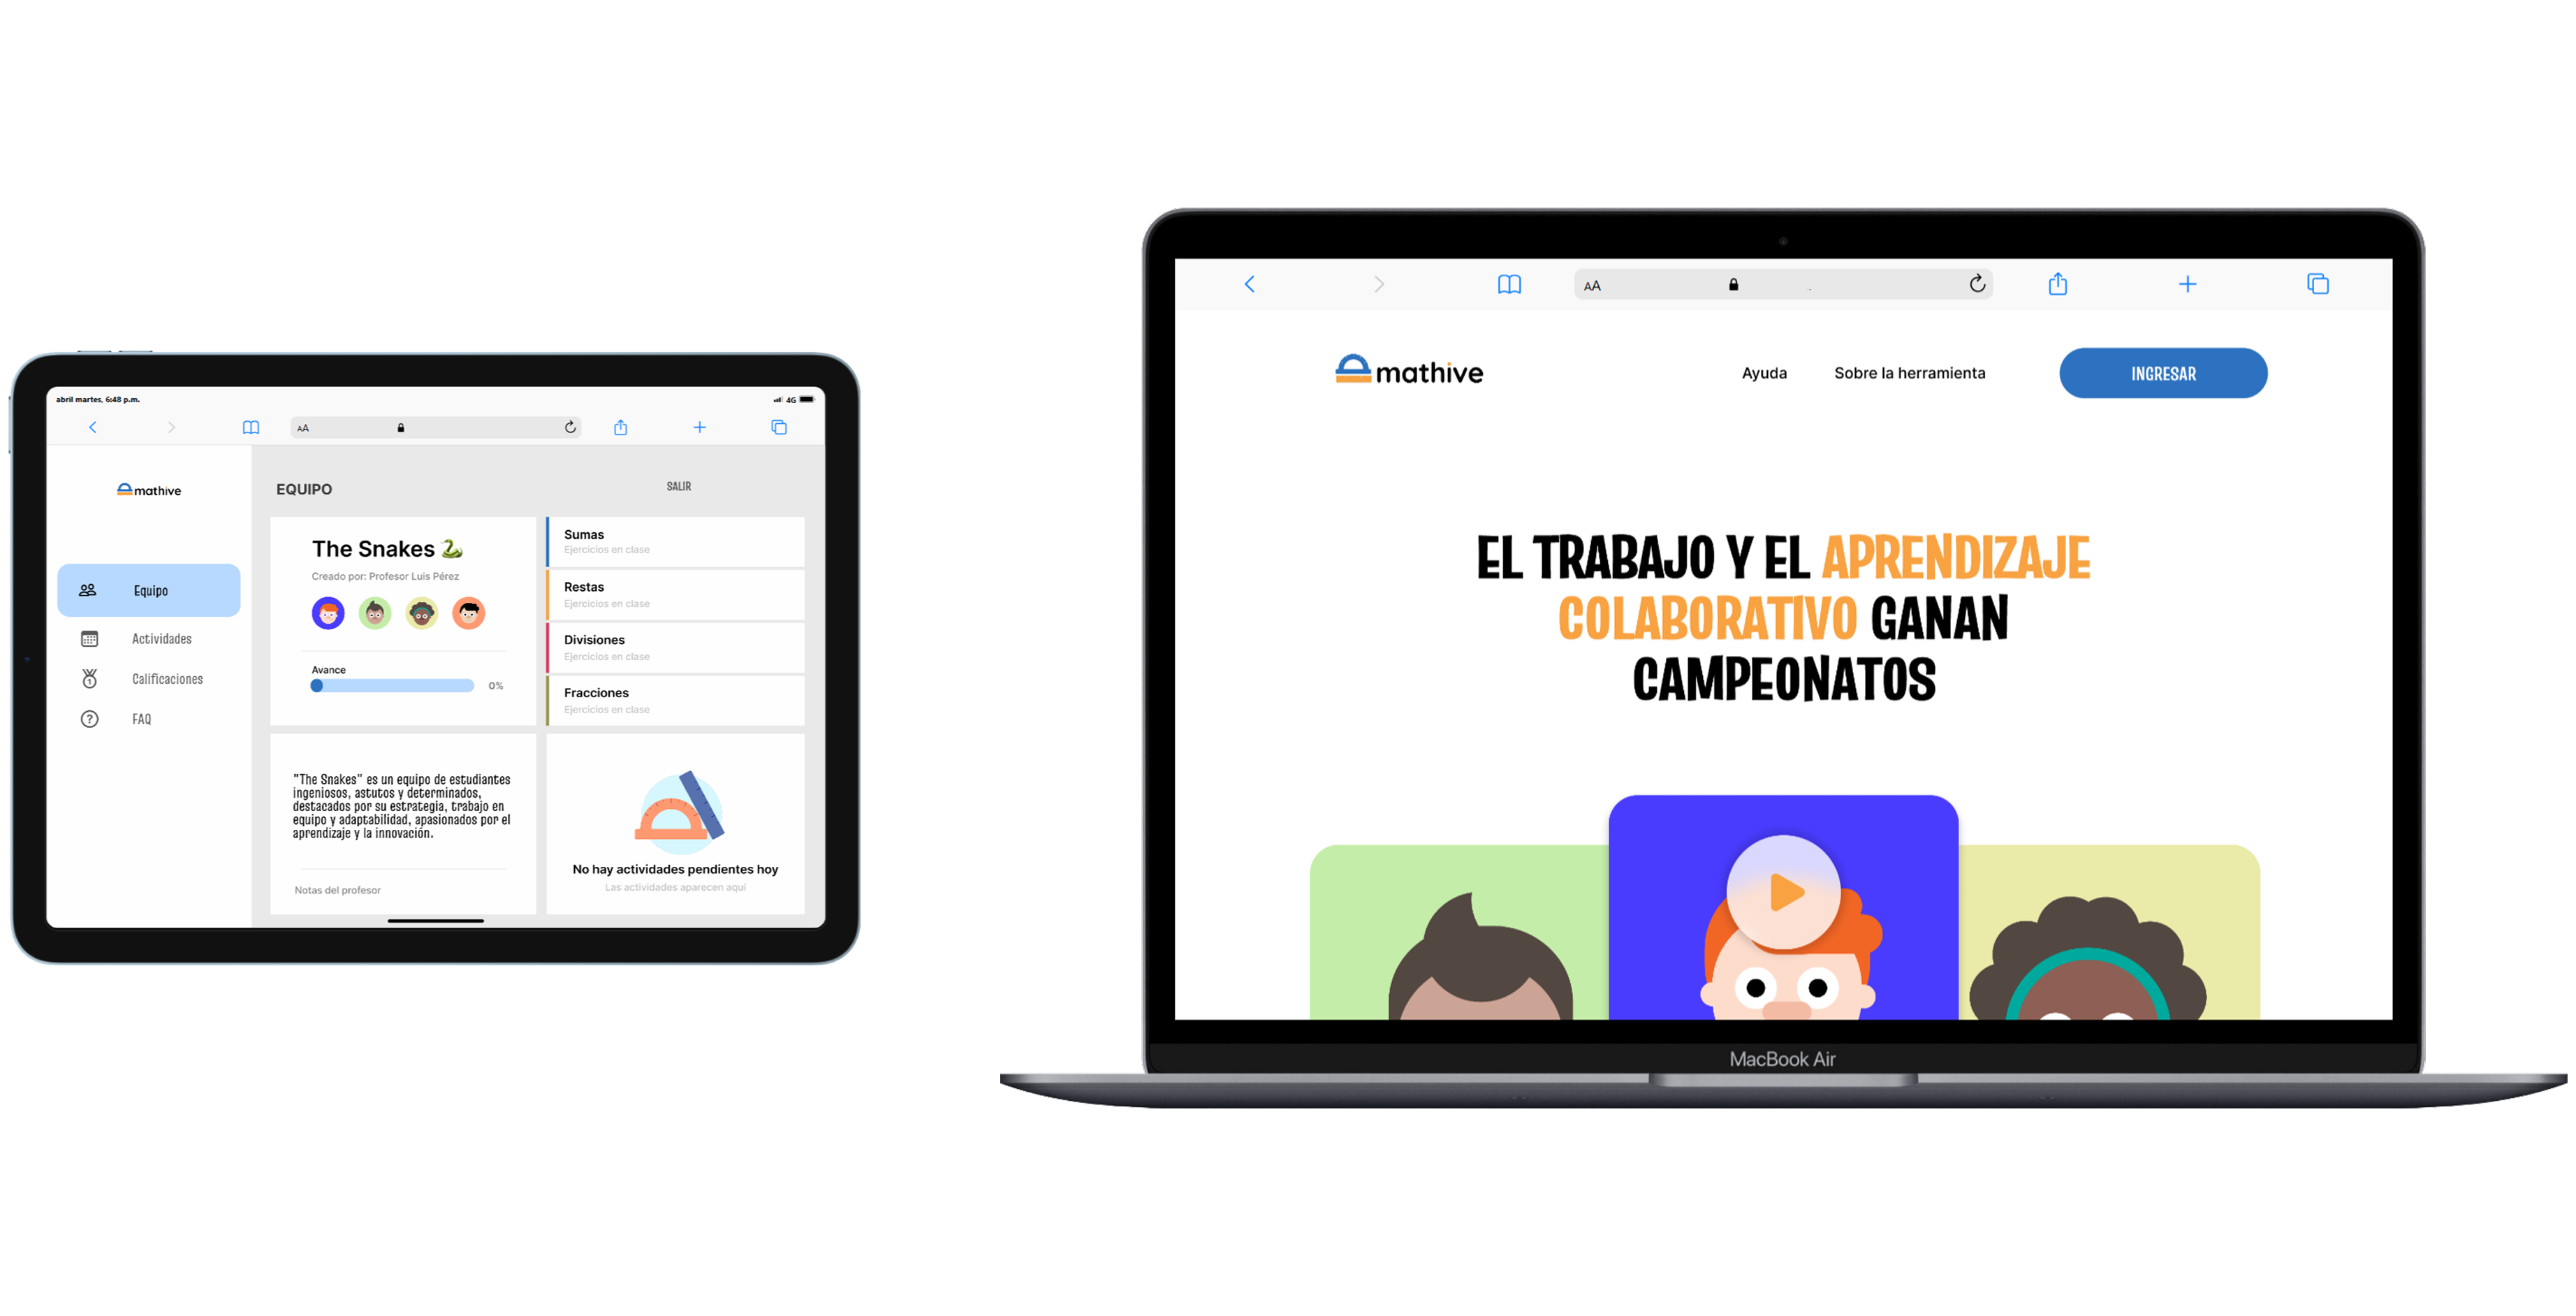 abril martes, 6:48 p.m.
4G
AA
mathive
EQUIPO
SALIR
Equipo
Actividades
1
Calificaciones
?
FAQ
The Snakes
Creado por: Profesor Luis Pérez
Avance
0%
Sumas
Ejercicios en clase
Restas
Ejercicios en clase
Divisiones
Ejercicios en clase
Fracciones
Ejercicios en clase
"The Snakes" es un equipo de estudiantes
ingeniosos, astutos y determinados,
destacados por su estrategia, trabajo en
equipo y adaptabilidad, apasionados por el
aprendizaje y la innovación.
Notas del profesor
No hay actividades pendientes hoy
Las actividades aparecen aquí
AA
mathive
Ayuda
Sobre la herramienta
INGRESAR
EL TRABAJO Y EL APRENDIZAJE
COLABORATIVO GANAN
CAMPEONATOS
MacBook Air